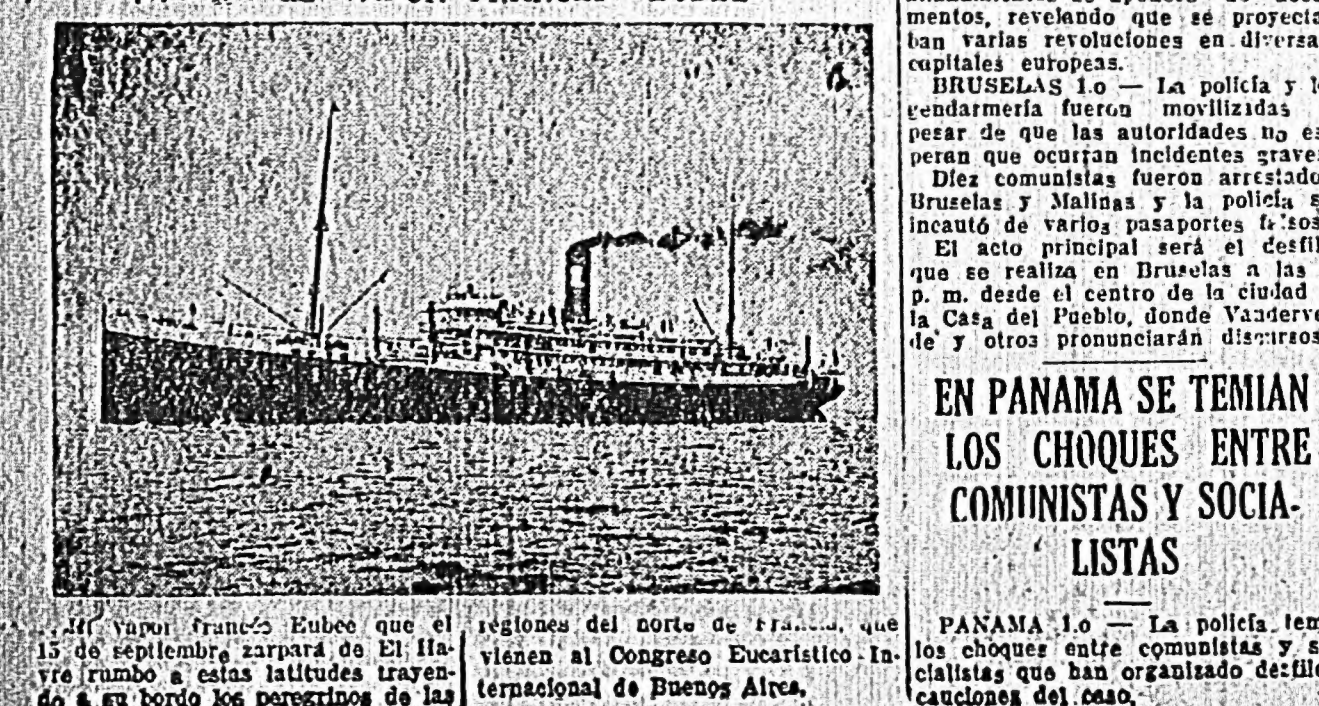 El vapor francés Eubée que el
15 de septiembre zarpará de El Ha-
vre rumbo a estas latitudes trayen-
do a su bordo los peregrinos de las
regiones del norte de Francia, que
vienen al Congreso Eucarístico In-
ternacional de Buenos Aires.
mentos, revelando que se proyecta
ban varias revoluciones en diversa
capitales europeas.
BRUSELAS 1.o — La policía y l
gendarmería fueron movilizadas
pesar de que las autoridades no es
peran que ocurran incidentes grave
Diez comunistas fueron arrestado
Bruselas y Malinas y la policía s
incautó de varios pasaportes falsos
El acto principal será el desfil
que se realiza en Bruselas a las
p. m. desde el centro de la ciudad
la Casa del Pueblo, donde Vanderve
de y otros pronunciarán discursos
EN PANAMA SE TEMIAN
LOS CHOQUES ENTRE
COMUNISTAS Y SOCIA-
LISTAS
PANAMA 1.o — La policía tem
los choques entre comunistas y s
cialistas que han organizado desfile
cauciones del caso.